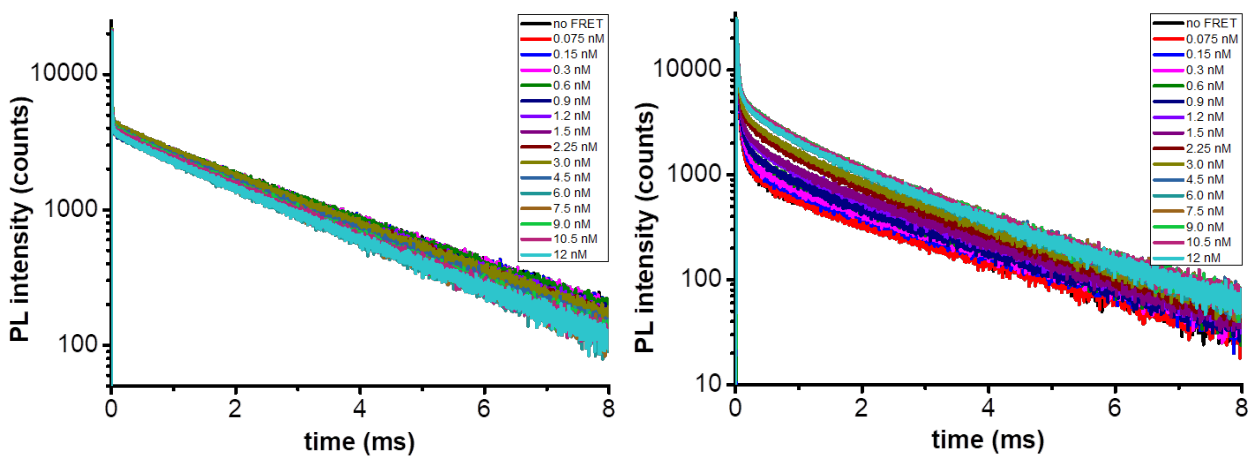 PL intensity (counts)
10000
1000
100
0
2
4
6
8
time (ms)
no FRET
0.075 nM
0.15 nM
0.3 nM
0.6 nM
0.9 nM
1.2 nM
1.5 nM
2.25 nM
3.0 nM
4.5 nM
6.0 nM
7.5 nM
9.0 nM
10.5 nM
12 nM
PL intensity (counts)
10000
1000
100
10
0
2
4
6
8
time (ms)
no FRET
0.075 nM
0.15 nM
0.3 nM
0.6 nM
0.9 nM
1.2 nM
1.5 nM
2.25 nM
3.0 nM
4.5 nM
6.0 nM
7.5 nM
9.0 nM
10.5 nM
12 nM